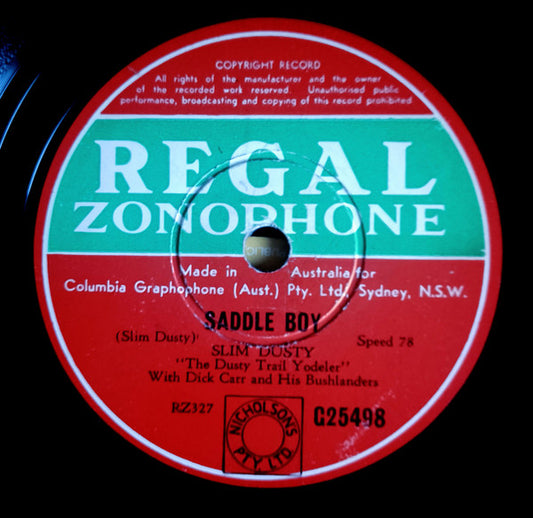 COPYRIGHT RECORD
All rights of the manufacturer and the owner
of the recorded work reserved. Unauthorised public
performance, broadcasting and copying of this record prohibited
REGAL
ZONOPHONE
Made in Australia for
Columbia Graphophone (Aust.) Pty. Ltd. Sydney, N.S.W.
SADDLE BOY
(Slim Dusty) Speed 78
SLIM DUSTY
"The Dusty Trail Yodeler"
With Dick Carr and His Bushlanders
RZ327 G25498
NICHOLSONS
PTY LTD